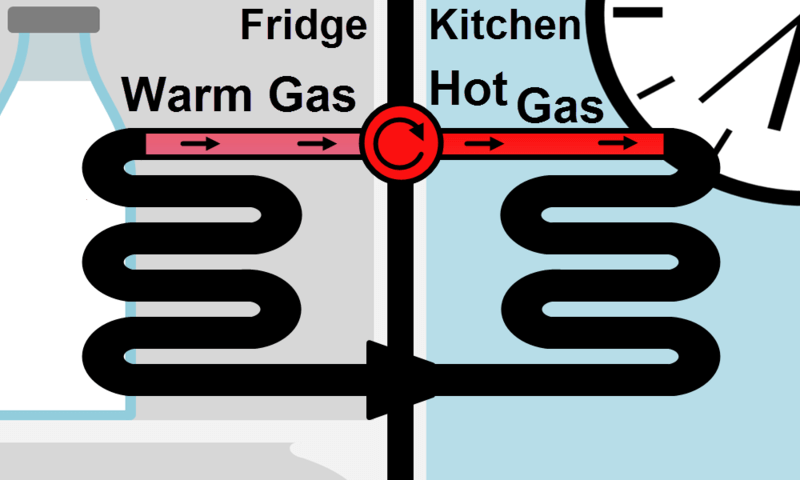 Fridge
Kitchen
Warm Gas
Hot Gas